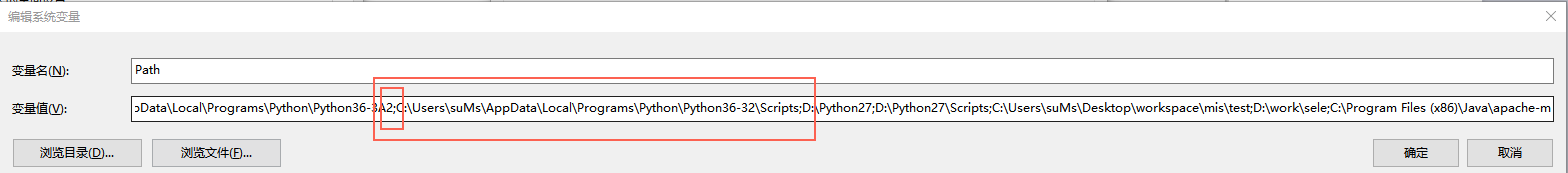 编辑系统变量
变量名(N):
Path
变量值(V):
pData\Local\Programs\Python\Python36-3A2;C:\Users\suMs\AppData\Local\Programs\Python\Python36-32\Scripts;D:\Python27;D:\Python27\Scripts;C:\Users\suMs\Desktop\workspace\mis\test;D:\work\sele;C:\Program Files (x86)\Java\apache-m
浏览目录(D)...
浏览文件(F)...
确定
取消